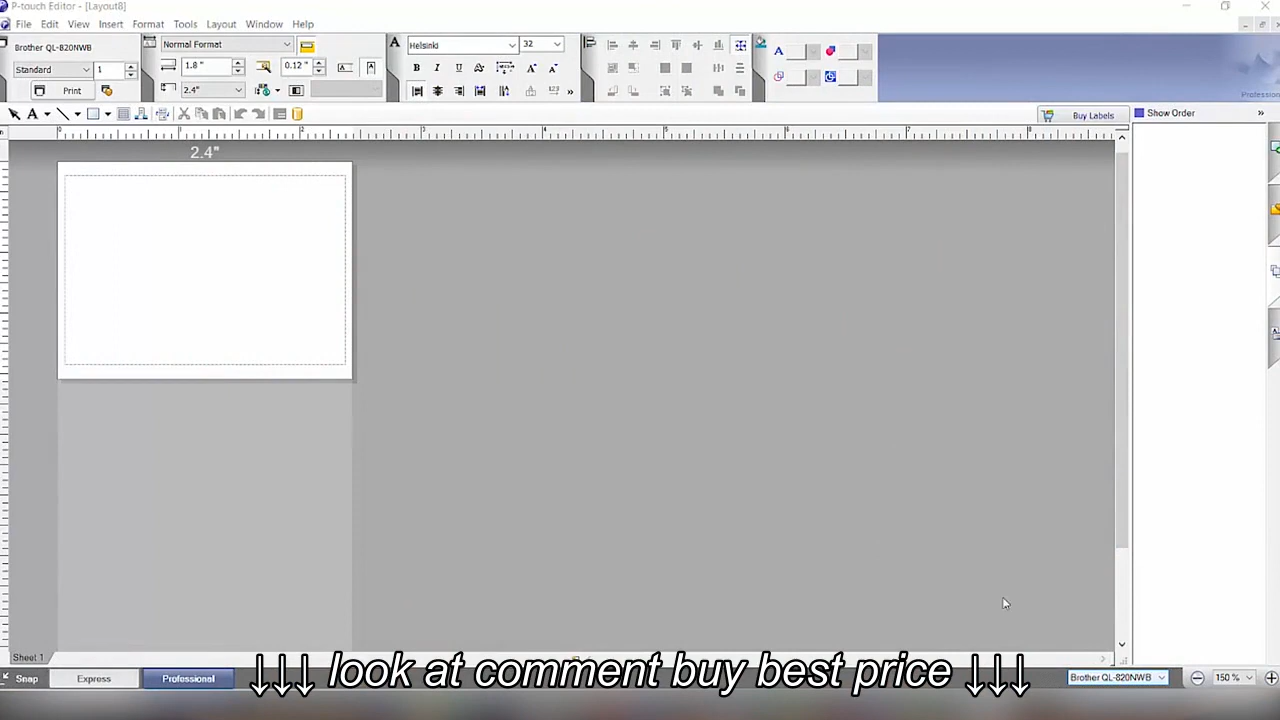 P-touch Editor - [Layout8]
File Edit View Insert Format Tools Layout Window Help
Brother QL-820NWB
Standard 1
Print
Normal Format
1.8 " 0.12 "
2.4"
Helsinki 32
B I U
Professional
Buy Labels
Show Order
2.4"
Sheet 1
Snap Express Professional
Brother QL-820NWB 150 %
↓↓↓ look at comment buy best price ↓↓↓